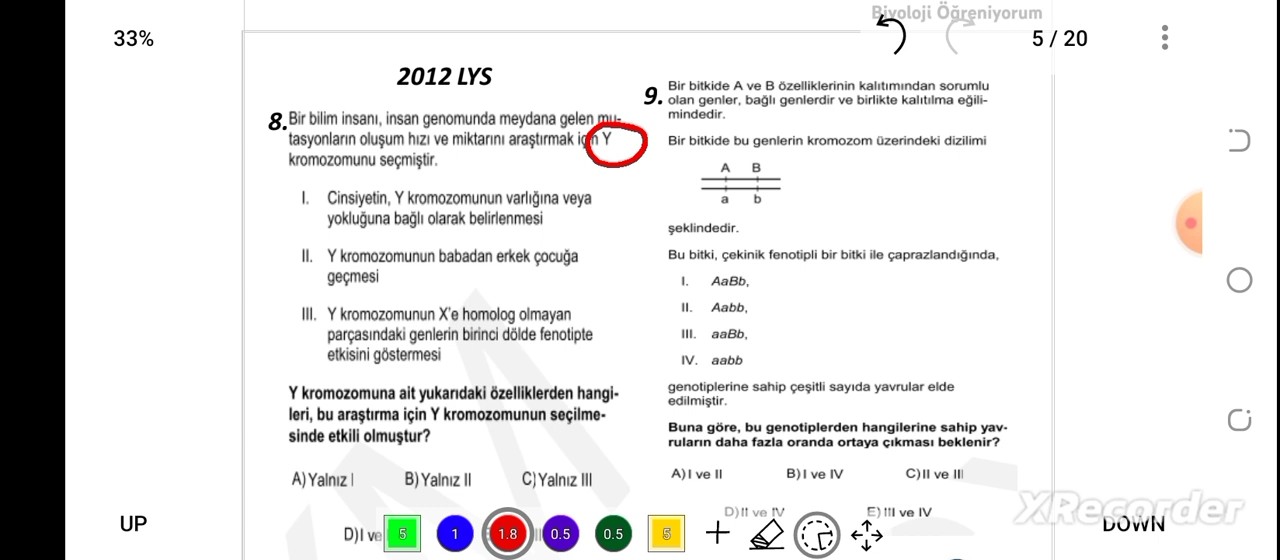 Biyoloji Öğreniyorum
33%
5 / 20
2012 LYS
8. Bir bilim insanı, insan genomunda meydana gelen mu-
tasyonların oluşum hızı ve miktarını araştırmak için Y
kromozomunu seçmiştir.
I. Cinsiyetin, Y kromozomunun varlığına veya
yokluğuna bağlı olarak belirlenmesi
II. Y kromozomunun babadan erkek çocuğa
geçmesi
III. Y kromozomunun X'e homolog olmayan
parçasındaki genlerin birinci dölde fenotipte
etkisini göstermesi
Y kromozomuna ait yukarıdaki özelliklerden hangi-
leri, bu araştırma için Y kromozomunun seçilme-
sinde etkili olmuştur?
A) Yalnız I B) Yalnız II C) Yalnız III
D) I ve
9. Bir bitkide A ve B özelliklerinin kalıtımından sorumlu
olan genler, bağlı genlerdir ve birlikte kalıtılma eğili-
mindedir.
Bir bitkide bu genlerin kromozom üzerindeki dizilimi
A B
a b
şeklindedir.
Bu bitki, çekinik fenotipli bir bitki ile çaprazlandığında,
I. AaBb,
II. Aabb,
III. aaBb,
IV. aabb
genotiplerine sahip çeşitli sayıda yavrular elde
edilmiştir.
Buna göre, bu genotiplerden hangilerine sahip yav-
ruların daha fazla oranda ortaya çıkması beklenir?
A) I ve II B) I ve IV C) II ve III
D) II ve IV E) III ve IV
UP
5 1 1.8 0.5 0.5 5
XRecorder
DOWN